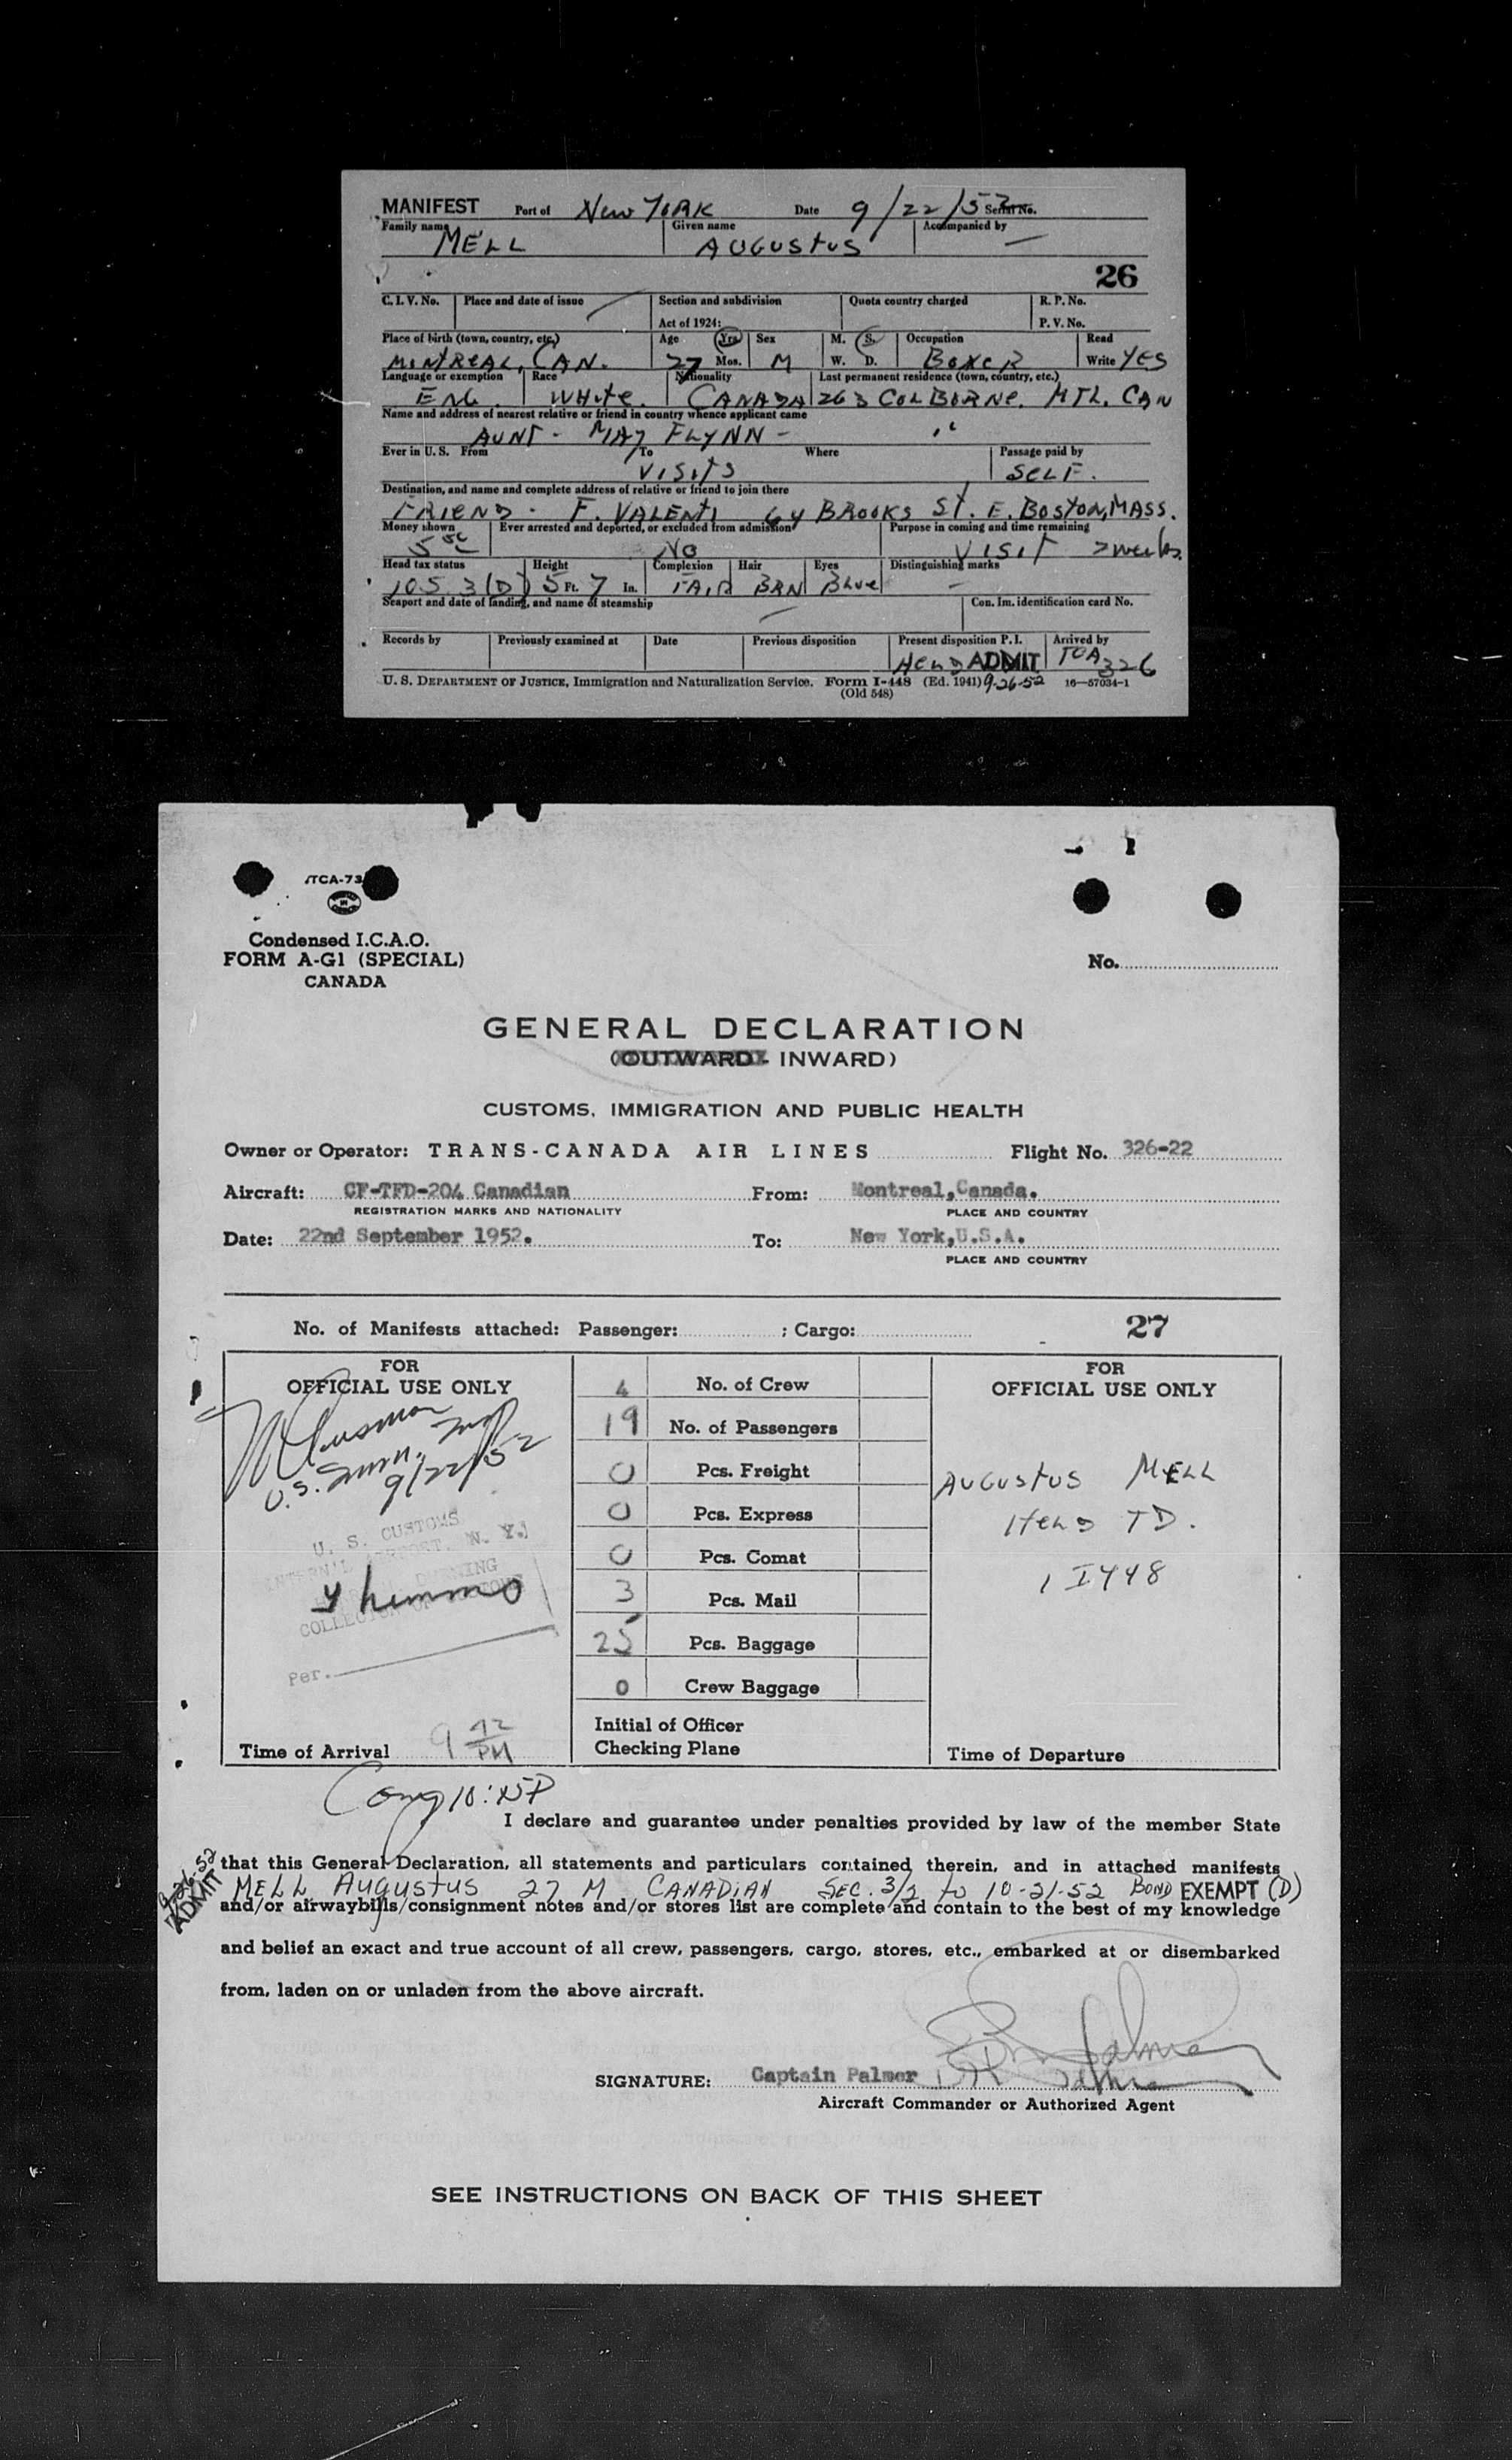 MANIFEST Port of New York Date 9/22/52 Serial No.
Family name Given name Accompanied by
MELL AUGUSTUS —
26
C. I. V. No. Place and date of issue Section and subdivision Quota country charged R. P. No.
Act of 1924: P. V. No.
Place of birth (town, country, etc.) Age Yrs. Sex M. S. Occupation Read
MONTREAL, CAN. 27 Mos. M W. D. BOXER Write YES
Language or exemption Race Nationality Last permanent residence (town, country, etc.)
ENG. White. CANADA 263 COLBORNE. MTL. CAN
Name and address of nearest relative or friend in country whence applicant came
AUNT - MAY FLYNN - "
Ever in U. S. From To Where Passage paid by
VISITS SELF.
Destination, and name and complete address of relative or friend to join there
FRIEND - F. VALENTI 64 BROOKS ST. E. BOSTON, MASS.
Money shown Ever arrested and deported, or excluded from admission Purpose in coming and time remaining
No VISIT 2 weeks.
Head tax status Height Complexion Hair Eyes Distinguishing marks
105 3(D) 5 Ft. 7 In. FAIR BRN Blue —
Seaport and date of landing, and name of steamship Con. Im. identification card No.
Records by Previously examined at Date Previous disposition Present disposition P. I. Arrived by
HELD ADMIT TCA 326
U. S. DEPARTMENT OF JUSTICE, Immigration and Naturalization Service. Form I-448 (Ed. 1941) 9-26-52 16—57034-1
(Old 548)
TCA-73
Condensed I.C.A.O.
FORM A-G1 (SPECIAL)
CANADA
No.
GENERAL DECLARATION
(OUTWARD - INWARD)
CUSTOMS, IMMIGRATION AND PUBLIC HEALTH
Owner or Operator: TRANS-CANADA AIR LINES Flight No. 326-22
Aircraft: CF-TFD-204 Canadian From: Montreal,Canada.
REGISTRATION MARKS AND NATIONALITY PLACE AND COUNTRY
Date: 22nd September 1952. To: New York,U.S.A.
PLACE AND COUNTRY
No. of Manifests attached: Passenger: ; Cargo: 27
FOR
OFFICIAL USE ONLY
U.S. Imm.
9/22/52
U. S. CUSTOMS
N. Y.
Per.
Time of Arrival 9 42 PM
4 No. of Crew
19 No. of Passengers
0 Pcs. Freight
0 Pcs. Express
0 Pcs. Comat
3 Pcs. Mail
25 Pcs. Baggage
0 Crew Baggage
Initial of Officer
Checking Plane
FOR
OFFICIAL USE ONLY
AUGUSTUS MELL
Held TD.
1 I 448
Time of Departure
I declare and guarantee under penalties provided by law of the member State
that this General Declaration, all statements and particulars contained therein, and in attached manifests
9-26-52
ADMIT
MELL Augustus 27 M CANADIAN SEC. 3/2 to 10-21-52 BOND EXEMPT (D)
and/or airwaybills/consignment notes and/or stores list are complete and contain to the best of my knowledge
and belief an exact and true account of all crew, passengers, cargo, stores, etc., embarked at or disembarked
from, laden on or unladen from the above aircraft.
SIGNATURE: Captain Palmer
Aircraft Commander or Authorized Agent
SEE INSTRUCTIONS ON BACK OF THIS SHEET